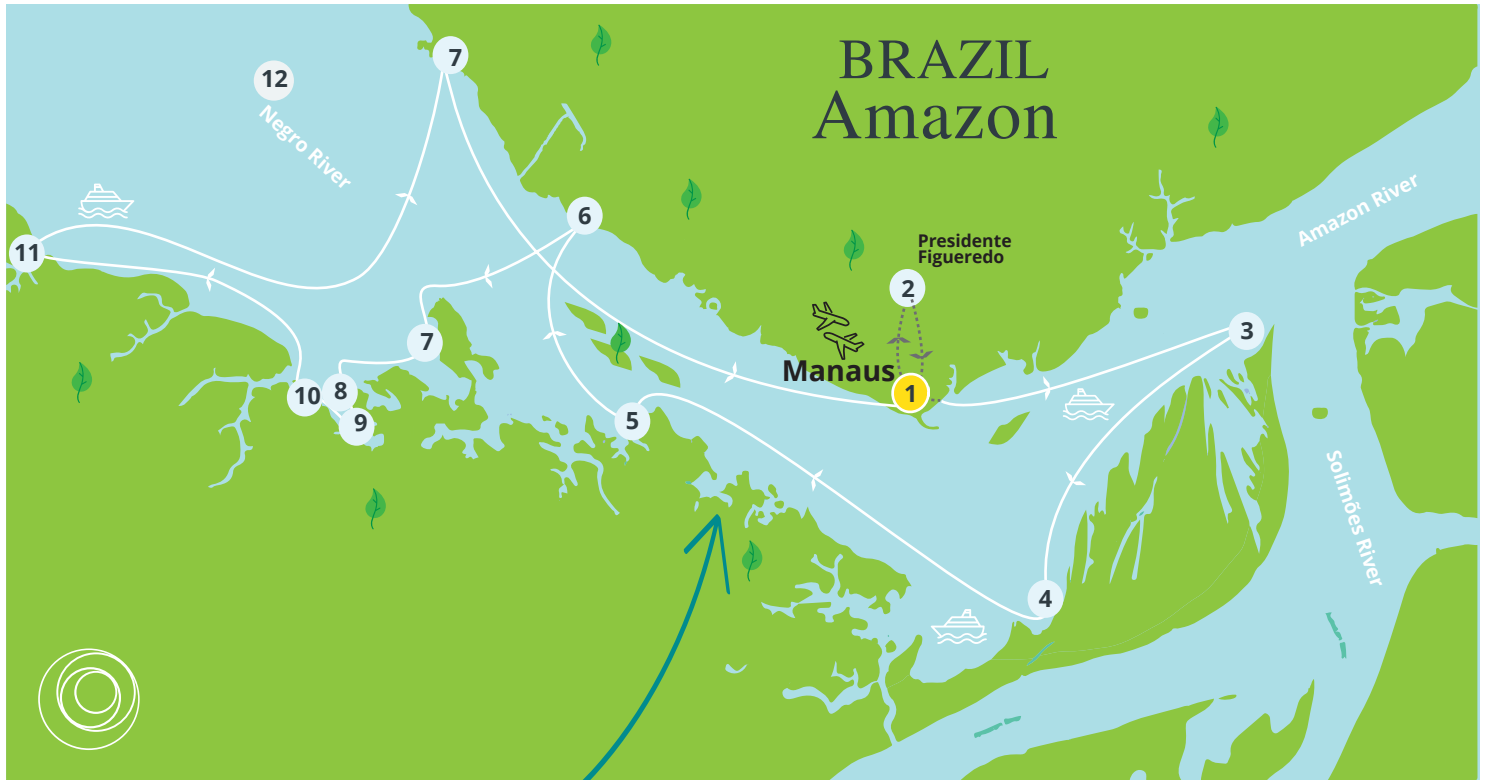 BRAZIL
Amazon
7
12
Negro River
6
11
Amazon River
Presidente
Figueredo
2
3
7
Manaus
1
10
8
9
5
Solimões River
4